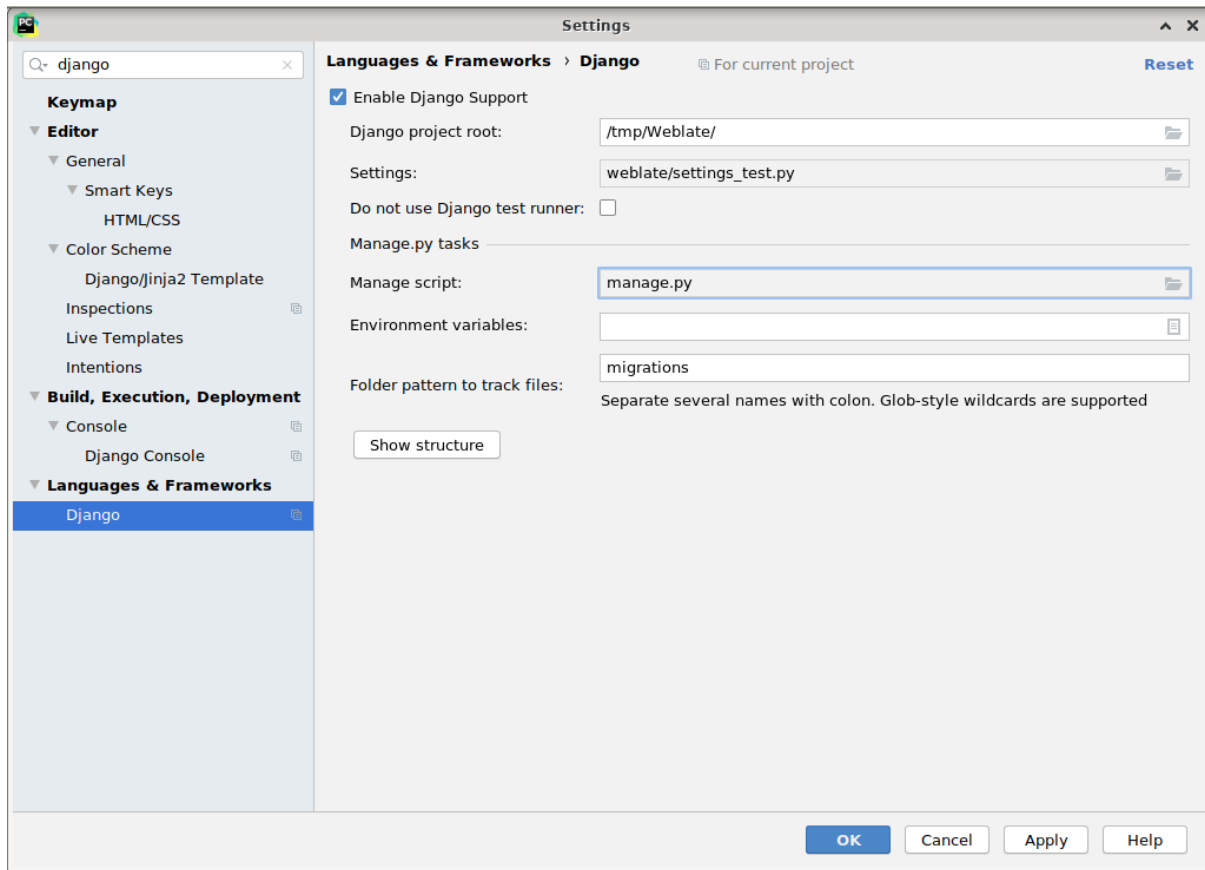 PC
Settings
django
Keymap
Editor
General
Smart Keys
HTML/CSS
Color Scheme
Django/Jinja2 Template
Inspections
Live Templates
Intentions
Build, Execution, Deployment
Console
Django Console
Languages & Frameworks
Django
Languages & Frameworks › Django
For current project
Reset
Enable Django Support
Django project root: /tmp/Weblate/
Settings: weblate/settings_test.py
Do not use Django test runner:
Manage.py tasks
Manage script: manage.py
Environment variables:
Folder pattern to track files: migrations
Separate several names with colon. Glob-style wildcards are supported
Show structure
OK
Cancel
Apply
Help